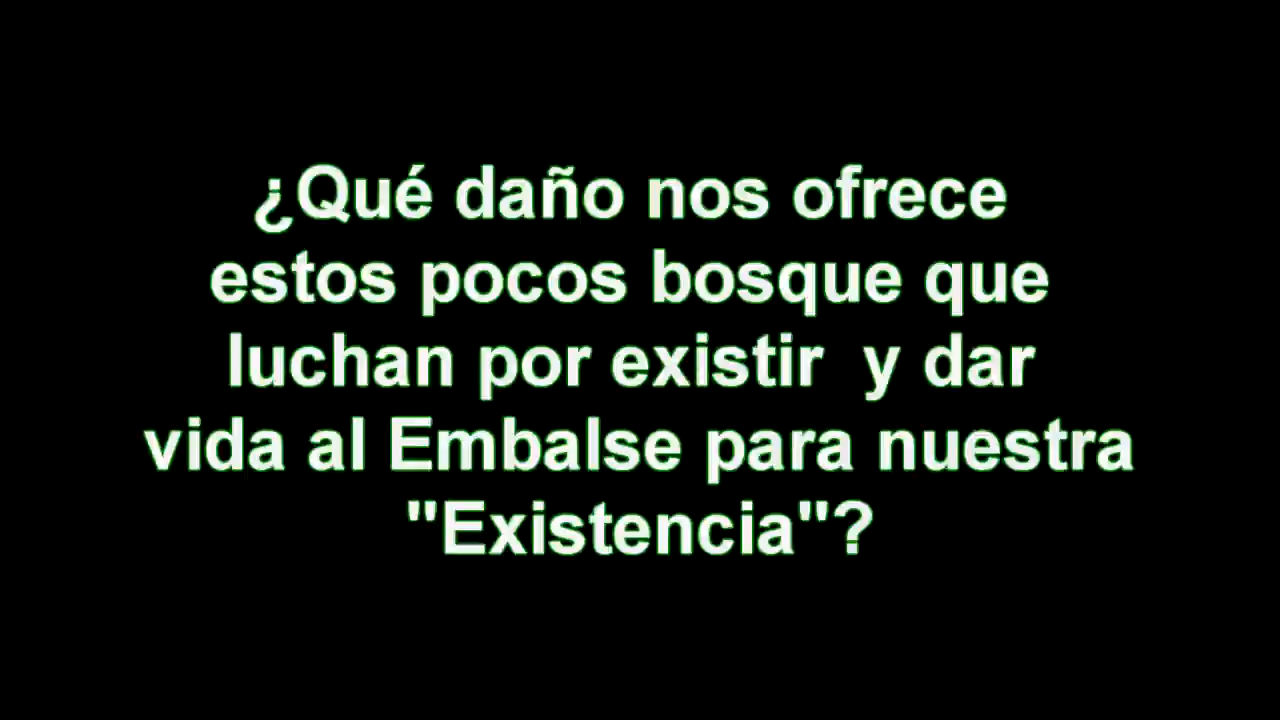 ¿Qué daño nos ofrece
estos pocos bosque que
luchan por existir  y dar
vida al Embalse para nuestra
"Existencia"?